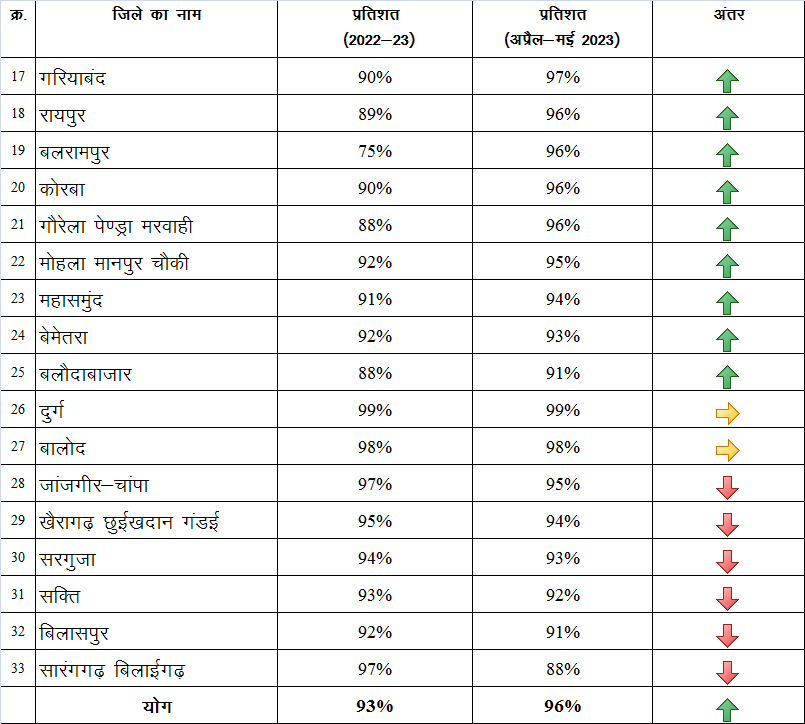 क्र. जिले का नाम प्रतिशत (2022–23) प्रतिशत (अप्रैल–मई 2023) अंतर
17 गरियाबंद 90% 97%
18 रायपुर 89% 96%
19 बलरामपुर 75% 96%
20 कोरबा 90% 96%
21 गौरेला पेण्ड्रा मरवाही 88% 96%
22 मोहला मानपुर चौकी 92% 95%
23 महासमुंद 91% 94%
24 बेमेतरा 92% 93%
25 बलौदाबाजार 88% 91%
26 दुर्ग 99% 99%
27 बालोद 98% 98%
28 जांजगीर–चांपा 97% 95%
29 खैरागढ़ छुईखदान गंडई 95% 94%
30 सरगुजा 94% 93%
31 सक्ति 93% 92%
32 बिलासपुर 92% 91%
33 सारंगगढ़ बिलाईगढ़ 97% 88%
योग 93% 96%